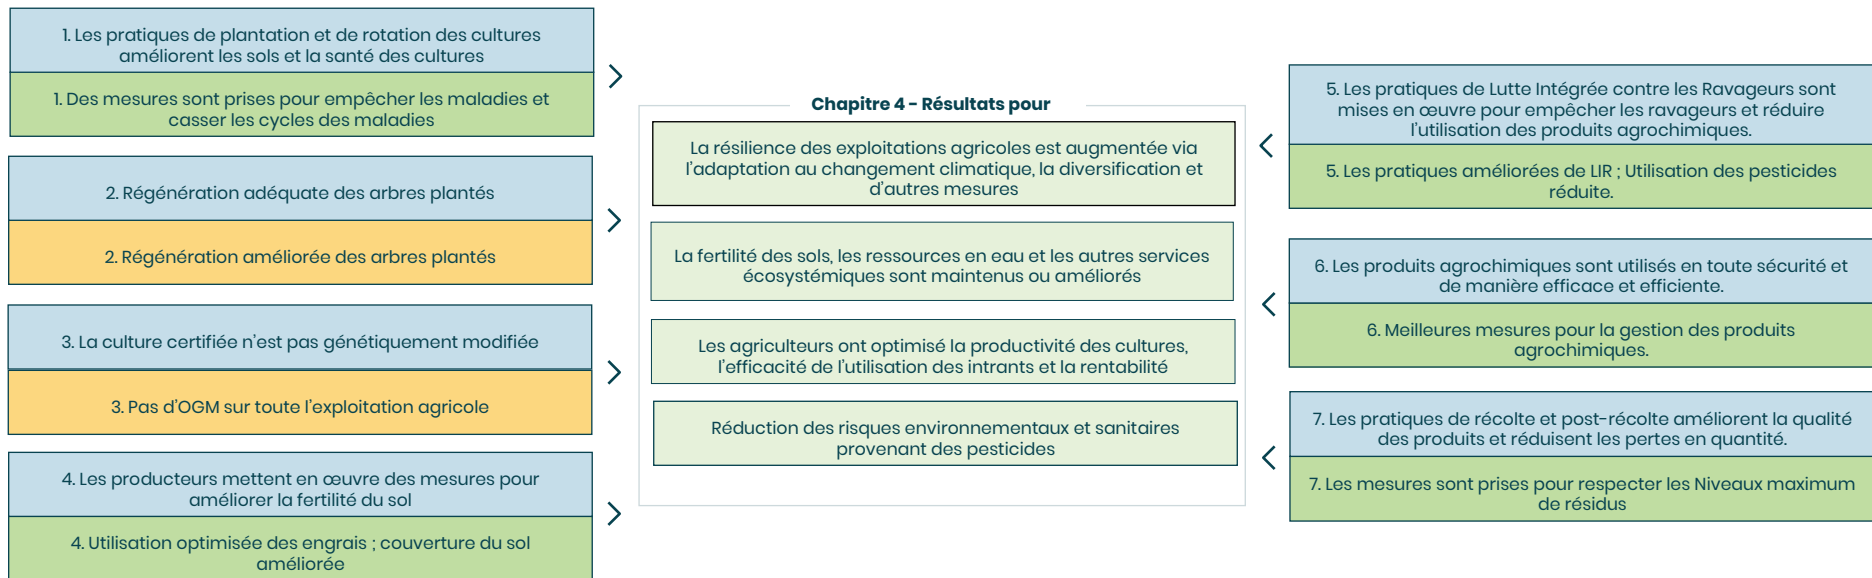 1. Les pratiques de plantation et de rotation des cultures
améliorent les sols et la santé des cultures
1. Des mesures sont prises pour empêcher les maladies et
casser les cycles des maladies
2. Régénération adéquate des arbres plantés
2. Régénération améliorée des arbres plantés
3. La culture certifiée n'est pas génétiquement modifiée
3. Pas d'OGM sur toute l'exploitation agricole
4. Les producteurs mettent en œuvre des mesures pour
améliorer la fertilité du sol
4. Utilisation optimisée des engrais ; couverture du sol
améliorée
Chapitre 4 - Résultats pour
La résilience des exploitations agricoles est augmentée via
l'adaptation au changement climatique, la diversification et
d'autres mesures
La fertilité des sols, les ressources en eau et les autres services
écosystémiques sont maintenus ou améliorés
Les agriculteurs ont optimisé la productivité des cultures,
l'efficacité de l'utilisation des intrants et la rentabilité
Réduction des risques environnementaux et sanitaires
provenant des pesticides
5. Les pratiques de Lutte Intégrée contre les Ravageurs sont
mises en œuvre pour empêcher les ravageurs et réduire
l'utilisation des produits agrochimiques.
5. Les pratiques améliorées de LIR ; Utilisation des pesticides
réduite.
6. Les produits agrochimiques sont utilisés en toute sécurité et
de manière efficace et efficiente.
6. Meilleures mesures pour la gestion des produits
agrochimiques.
7. Les pratiques de récolte et post-récolte améliorent la qualité
des produits et réduisent les pertes en quantité.
7. Les mesures sont prises pour respecter les Niveaux maximum
de résidus